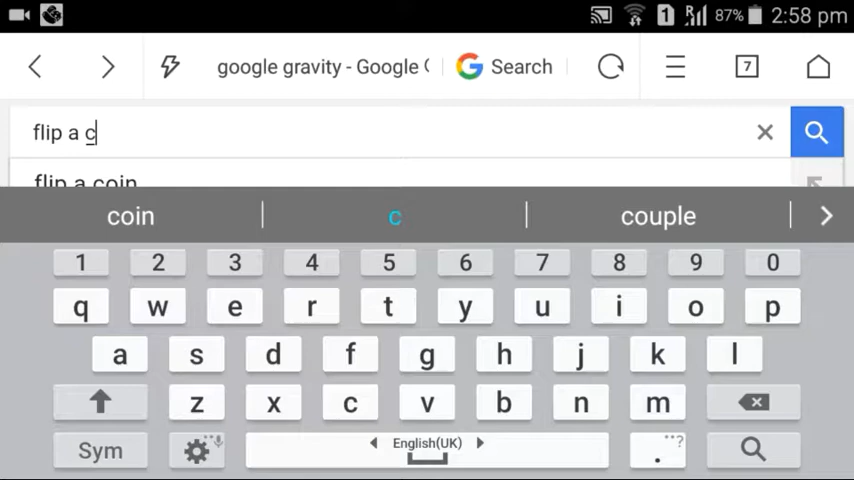 1 R 87% 2:58 pm
google gravity - Google G Search 7
flip a c
flip a coin
coin c couple
1 2 3 4 5 6 7 8 9 0
q w e r t y u i o p
a s d f g h j k l
z x c v b n m
Sym English(UK) . ?